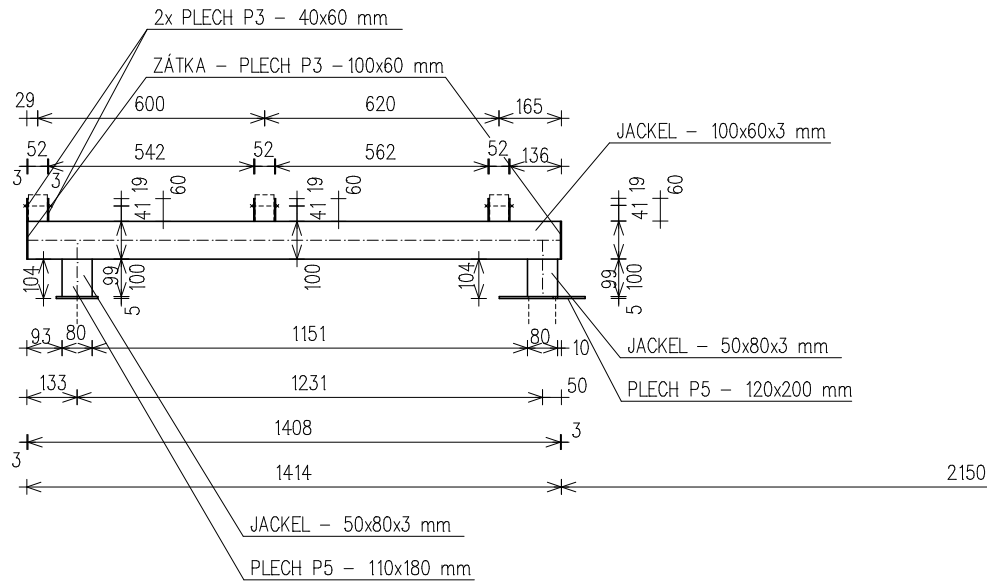 2x PLECH P3 – 40x60 mm
ZÁTKA – PLECH P3 –100x60 mm
29 600 620 165
JACKEL – 100x60x3 mm
52 542 52 562 52 136
3 3
19 60 19 60 19 60
41 41 41
104 99 100 100 104 99 100
5 5
93 80 1151 80 10
JACKEL – 50x80x3 mm
133 1231 50
PLECH P5 – 120x200 mm
1408 3
3
1414 2150
JACKEL – 50x80x3 mm
PLECH P5 – 110x180 mm